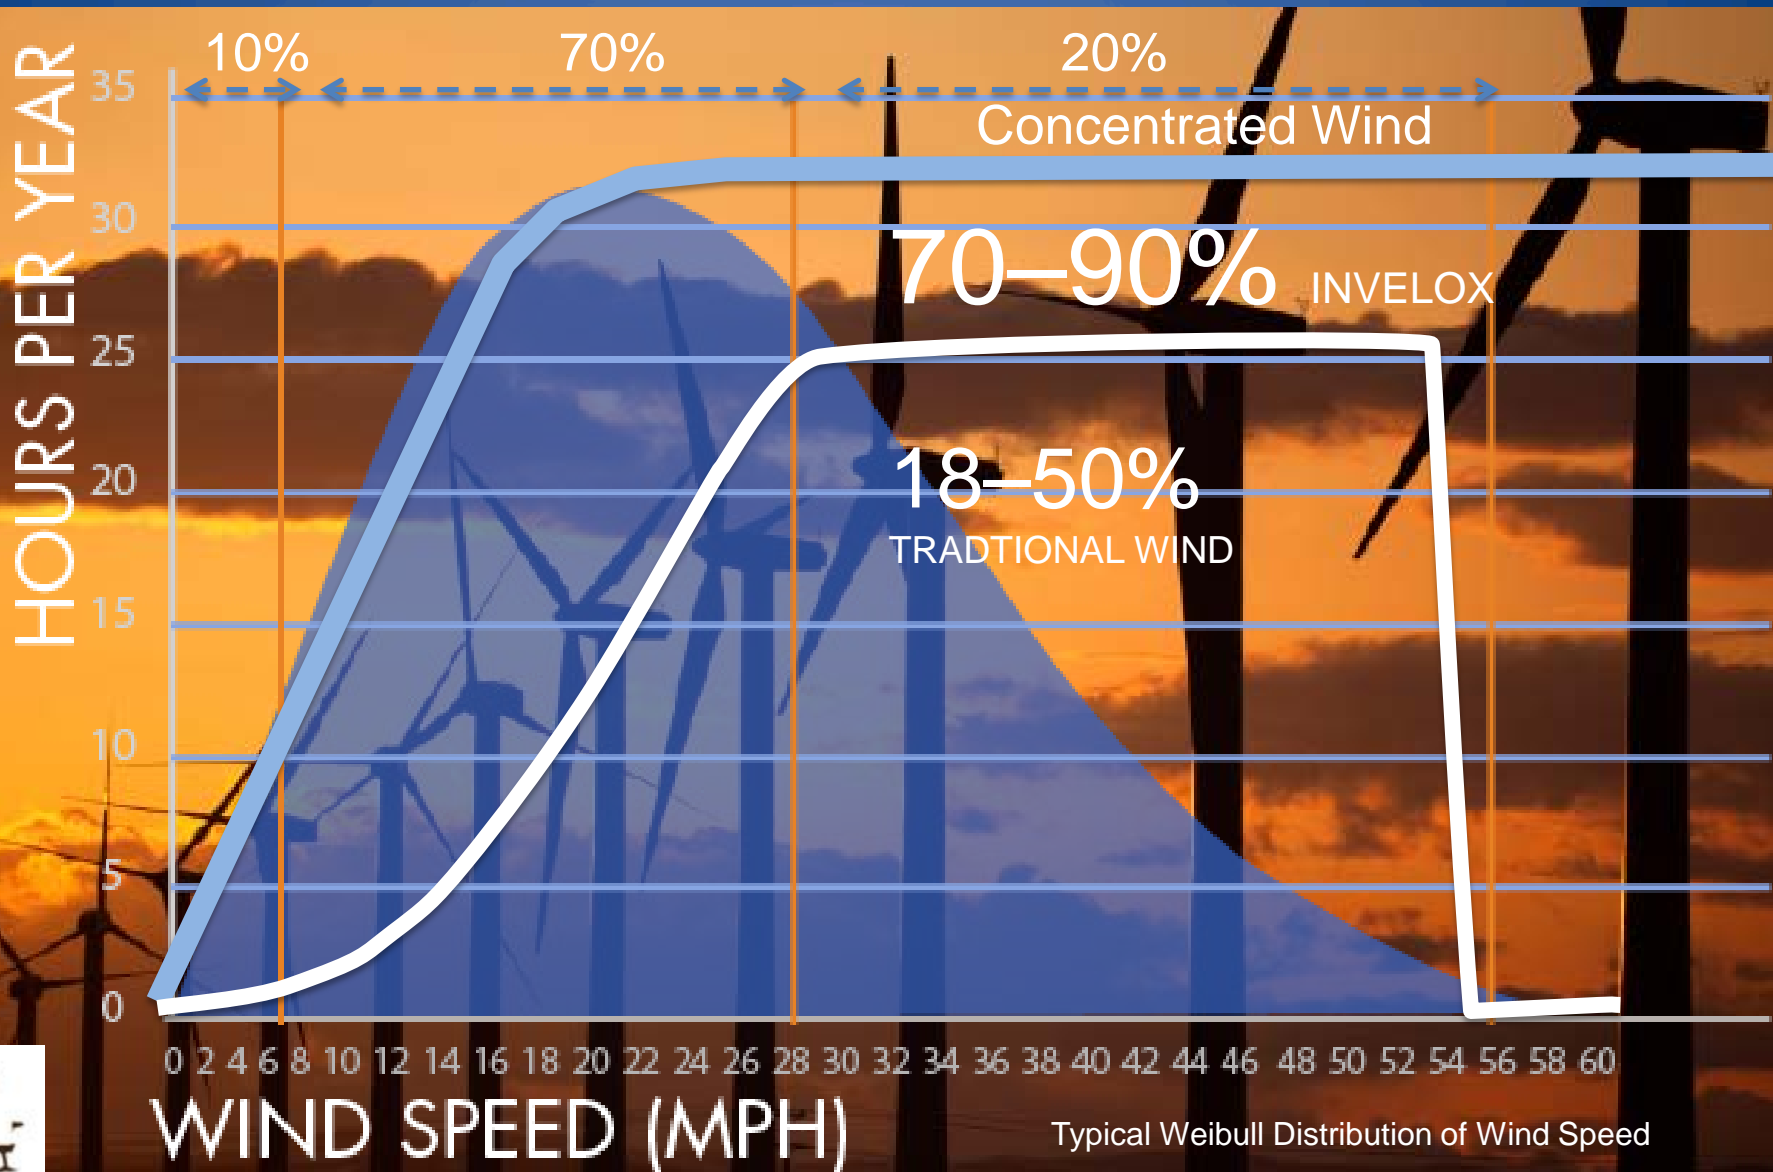 10% 70% 20%
35
Concentrated Wind
30
70–90% INVELOX
25
20
18–50%
TRADTIONAL WIND
15
10
5
0
HOURS PER YEAR
0 2 4 6 8 10 12 14 16 18 20 22 24 26 28 30 32 34 36 38 40 42 44 46 48 50 52 54 56 58 60
WIND SPEED (MPH)
Typical Weibull Distribution of Wind Speed